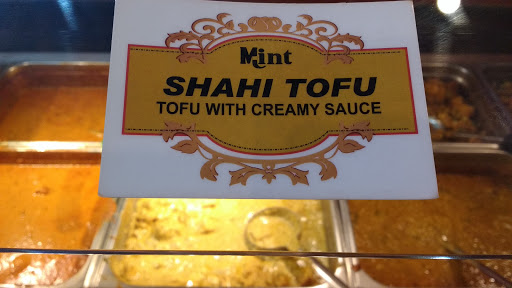 Mint
SHAHI TOFU
TOFU WITH CREAMY SAUCE